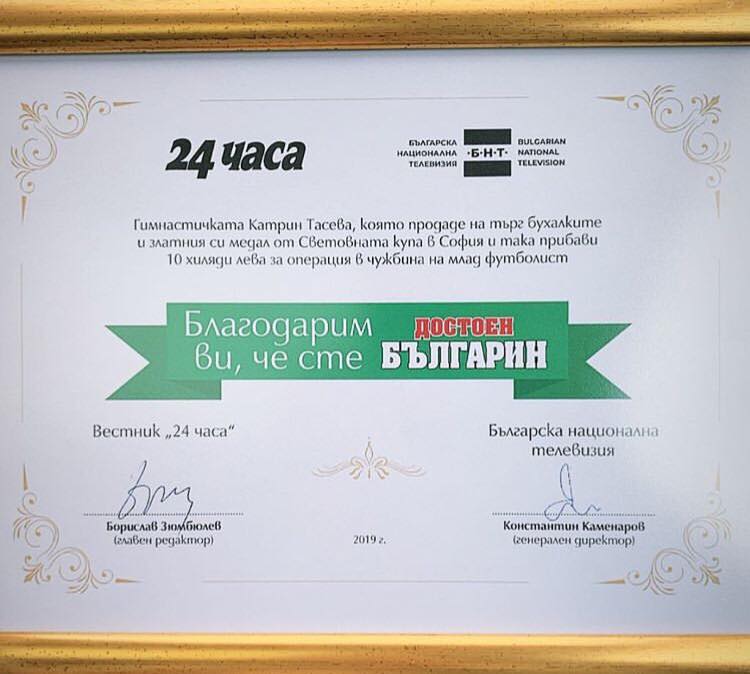 24 часа
БЪЛГАРСКА
НАЦИОНАЛНА
ТЕЛЕВИЗИЯ
·Б·Н·Т·
BULGARIAN
NATIONAL
TELEVISION
Гимнастичката Катрин Тасева, която продаде на търг бухалките
и златния си медал от Световната купа в София и така прибави
10 хиляди лева за операция в чужбина на млад футболист
Благодарим
ви, че сте
ДОСТОЕН
БЪЛГАРИН
Вестник „24 часа“
Борислав Зюмбюлев
(главен редактор)
2019 г.
Българска национална
телевизия
Константин Каменаров
(генерален директор)